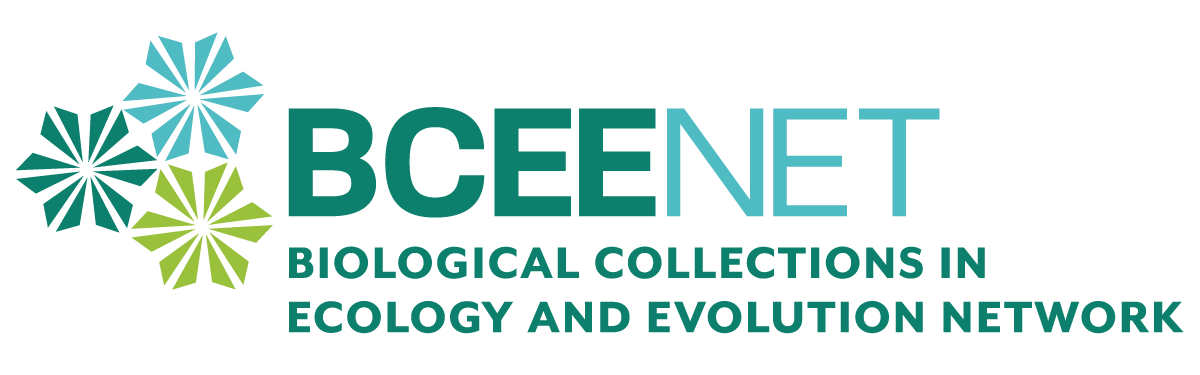 BCEENET
BIOLOGICAL COLLECTIONS IN
ECOLOGY AND EVOLUTION NETWORK